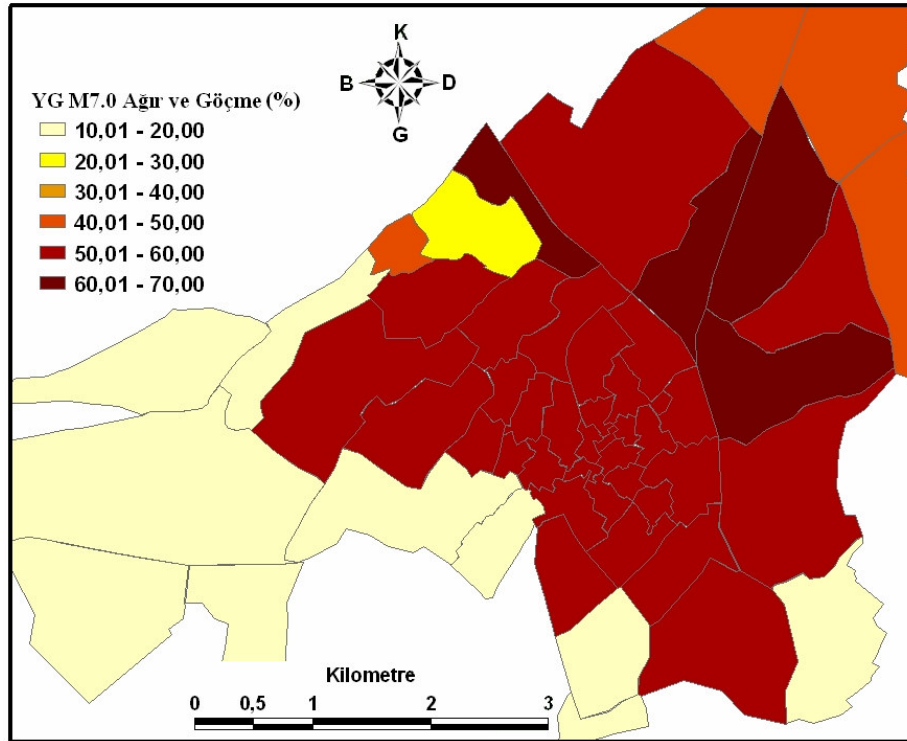 K
B D
G
YG M7.0 Ağır ve Göçme (%)
10,01 - 20,00
20,01 - 30,00
30,01 - 40,00
40,01 - 50,00
50,01 - 60,00
60,01 - 70,00
Kilometre
0 0,5 1 2 3